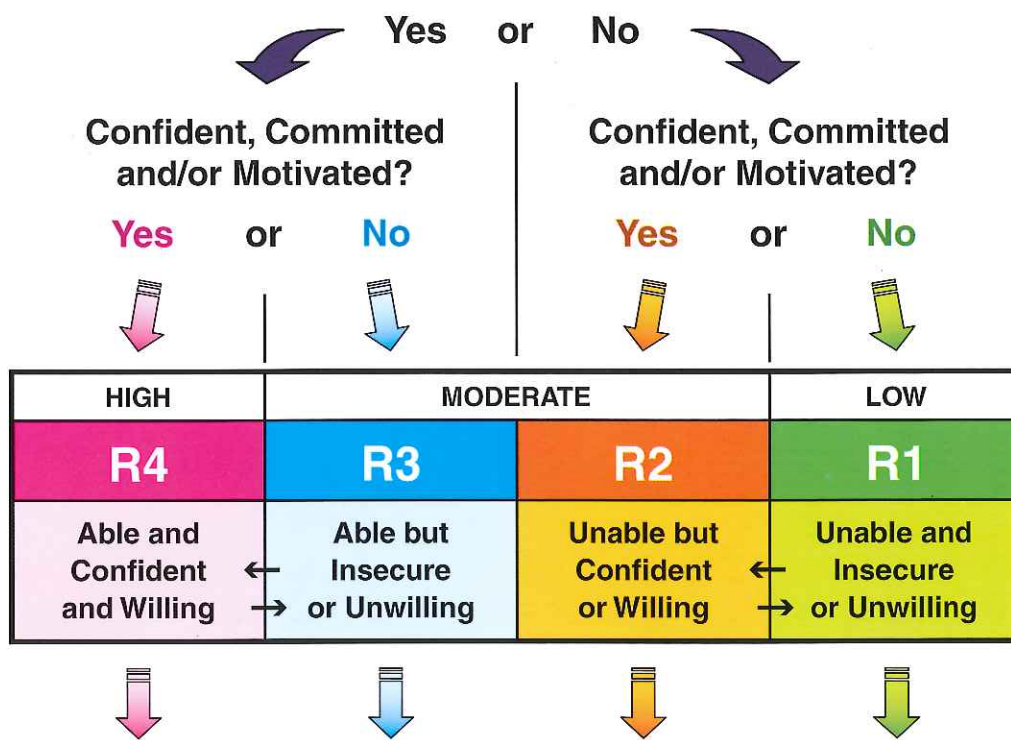 Yes or No
Confident, Committed
and/or Motivated?
Confident, Committed
and/or Motivated?
Yes or No
Yes or No
HIGH
MODERATE
LOW
R4
R3
R2
R1
Able and
Confident
and Willing
Able but
Insecure
or Unwilling
Unable but
Confident
or Willing
Unable and
Insecure
or Unwilling